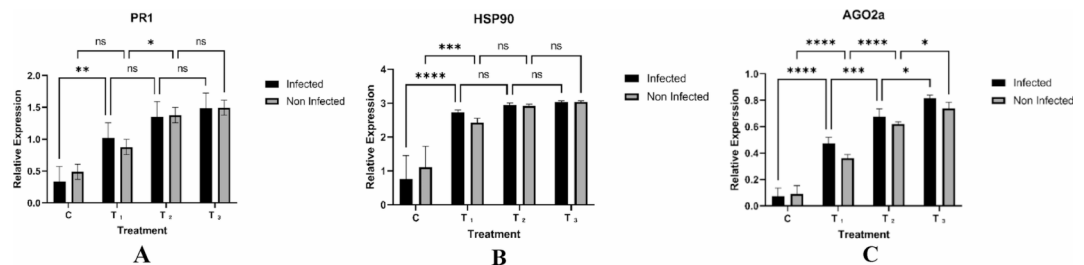 PR1
ns * ns
** ns ns
Infected
Non Infected
Relative Expression
2.0
1.5
1.0
0.5
0.0
C T₁ T₂ T₃
Treatment
A
HSP90
*** ns ns
**** ns ns
Infected
Non Infected
Relative Expression
4
3
2
1
0
C T₁ T₂ T₃
Treatment
B
AGO2a
**** **** *
**** *** *
Infected
Non Infected
Relative Experssion
1.0
0.8
0.6
0.4
0.2
0.0
C T₁ T₂ T₃
Treatment
C